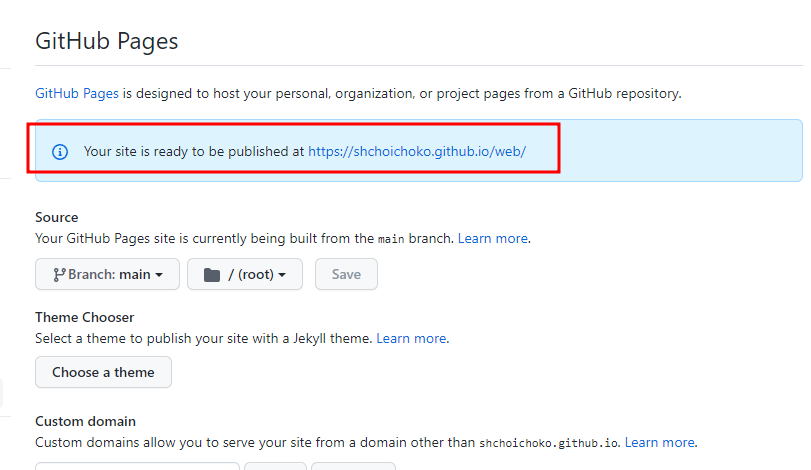 GitHub Pages
GitHub Pages is designed to host your personal, organization, or project pages from a GitHub repository.
Your site is ready to be published at https://shchoichoko.github.io/web/
Source
Your GitHub Pages site is currently being built from the main branch. Learn more.
Branch: main / (root) Save
Theme Chooser
Select a theme to publish your site with a Jekyll theme. Learn more.
Choose a theme
Custom domain
Custom domains allow you to serve your site from a domain other than shchoichoko.github.io. Learn more.